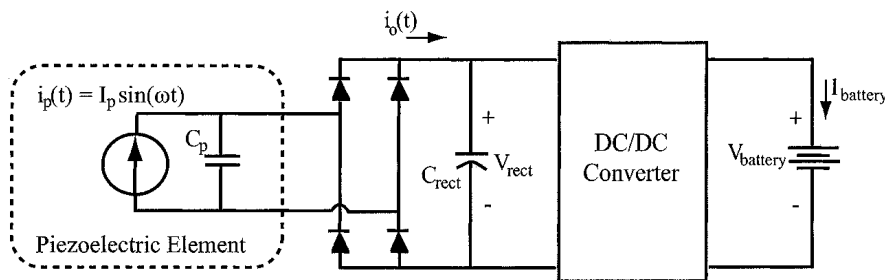 i_o(t)
i_p(t) = I_p sin(ωt)
C_p
+
C_rect
V_rect
-
DC/DC
Converter
I_battery
+
V_battery
-
Piezoelectric Element